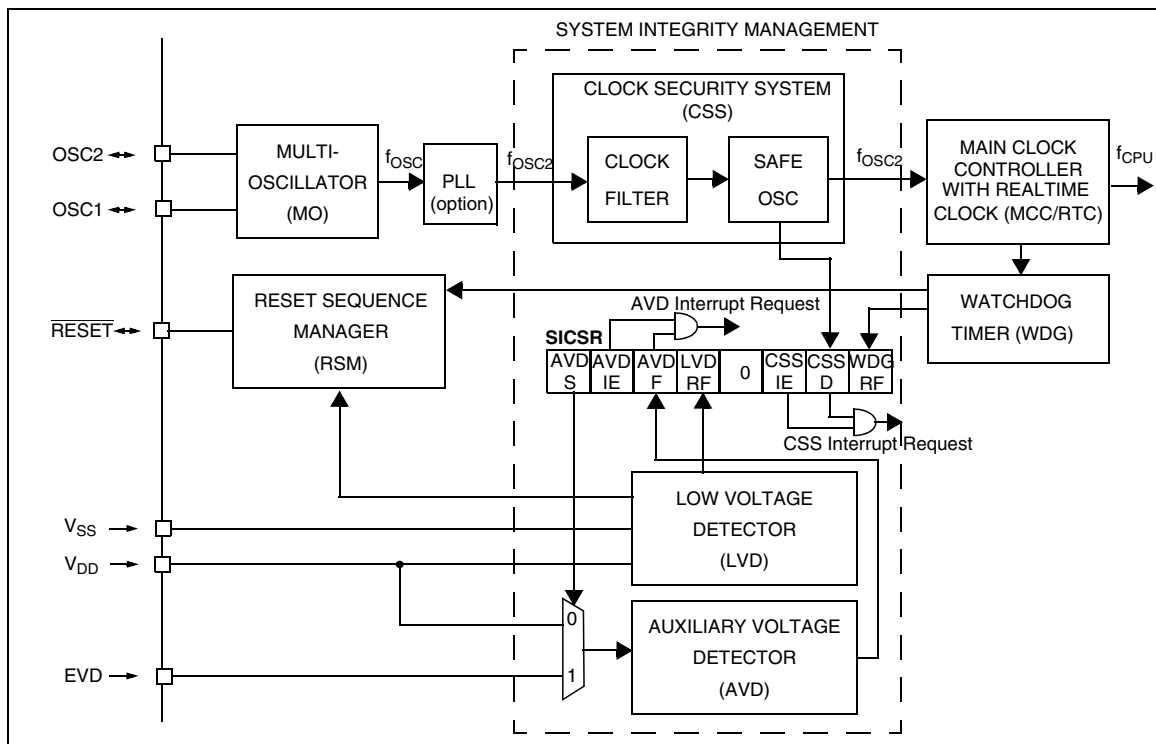 SYSTEM INTEGRITY MANAGEMENT
CLOCK SECURITY SYSTEM
(CSS)
OSC2
OSC1
MULTI-
OSCILLATOR
(MO)
fOSC
PLL
(option)
fOSC2
CLOCK
FILTER
SAFE
OSC
fOSC2
MAIN CLOCK
CONTROLLER
WITH REALTIME
CLOCK (MCC/RTC)
fCPU
RESET
RESET SEQUENCE
MANAGER
(RSM)
AVD Interrupt Request
WATCHDOG
TIMER (WDG)
SICSR
AVD AVD AVD LVD 0 CSS CSS WDG
S IE F RF IE D RF
CSS Interrupt Request
VSS
VDD
LOW VOLTAGE
DETECTOR
(LVD)
EVD
0
1
AUXILIARY VOLTAGE
DETECTOR
(AVD)